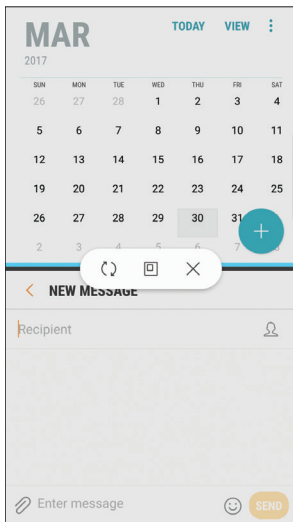 MAR
TODAY VIEW
2017
SUN MON TUE WED THU FRI SAT
26 27 28 1 2 3 4
5 6 7 8 9 10 11
12 13 14 15 16 17 18
19 20 21 22 23 24 25
26 27 28 29 30 31
2 3 4 5 6 7 8
NEW MESSAGE
Recipient
Enter message
SEND